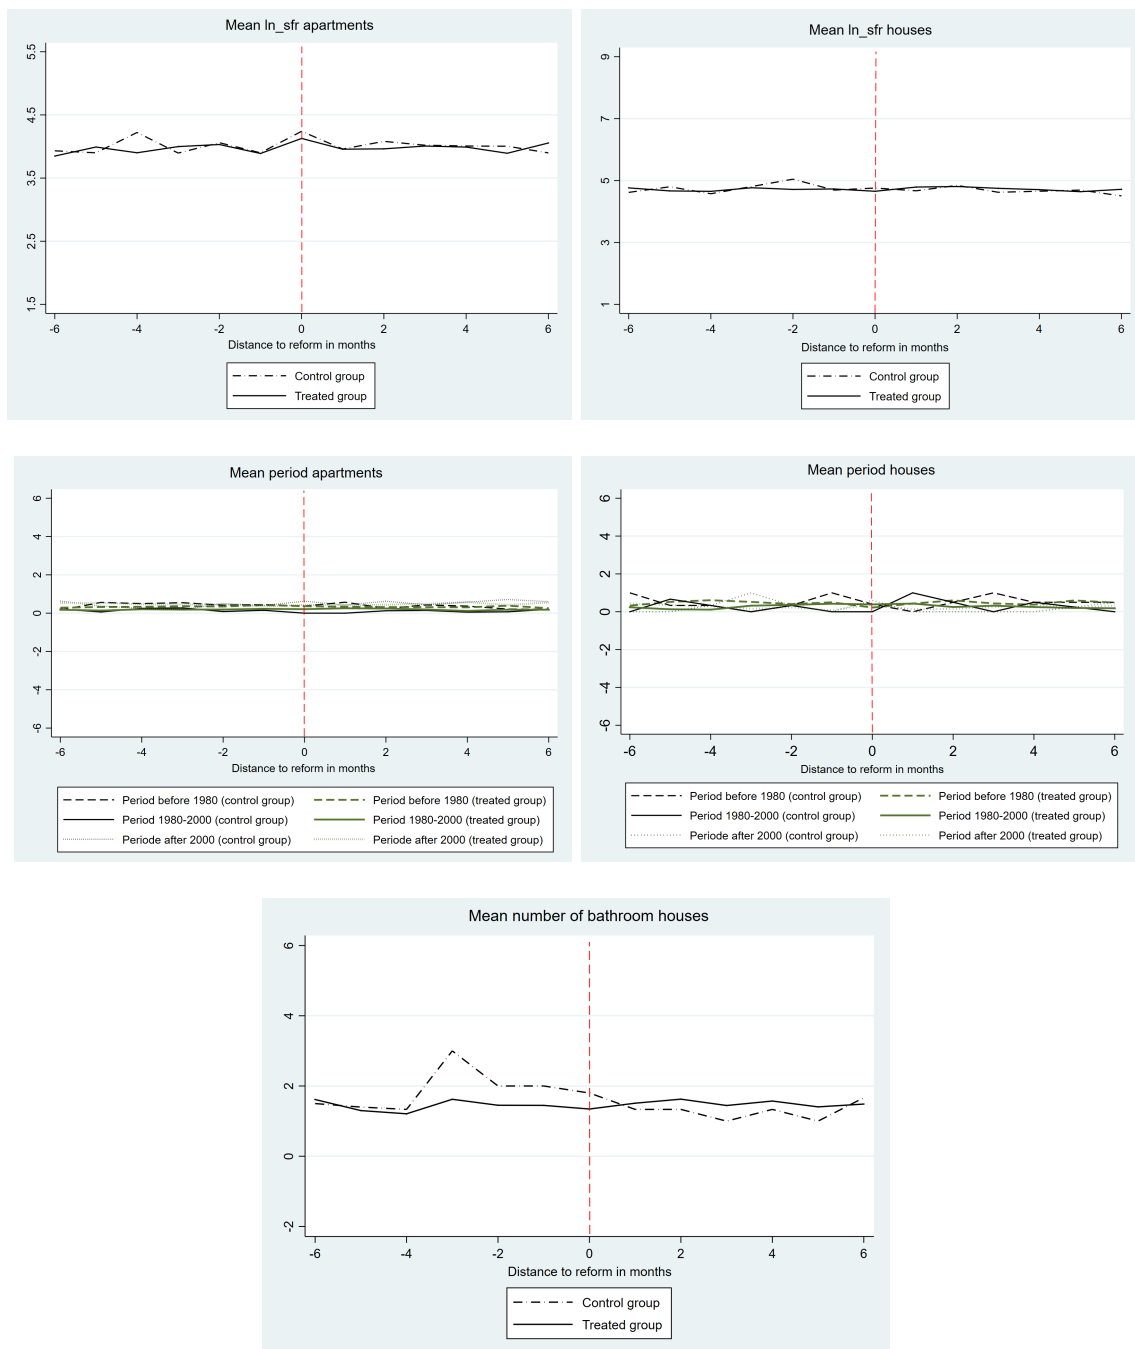 Mean ln_sfr apartments
5.5
4.5
3.5
2.5
1.5
-6 -4 -2 0 2 4 6
Distance to reform in months
Control group
Treated group
Mean ln_sfr houses
9
7
5
3
1
-6 -4 -2 0 2 4 6
Distance to reform in months
Control group
Treated group
Mean period apartments
6
4
2
0
-2
-4
-6
-6 -4 -2 0 2 4 6
Distance to reform in months
Period before 1980 (control group) Period before 1980 (treated group)
Period 1980-2000 (control group) Period 1980-2000 (treated group)
Periode after 2000 (control group) Periode after 2000 (treated group)
Mean period houses
6
4
2
0
-2
-4
-6
-6 -4 -2 0 2 4 6
Distance to reform in months
Period before 1980 (control group) Period before 1980 (treated group)
Period 1980-2000 (control group) Period 1980-2000 (treated group)
Periode after 2000 (control group) Period after 2000 (treated group)
Mean number of bathroom houses
6
4
2
0
-2
-6 -4 -2 0 2 4 6
Distance to reform in months
Control group
Treated group